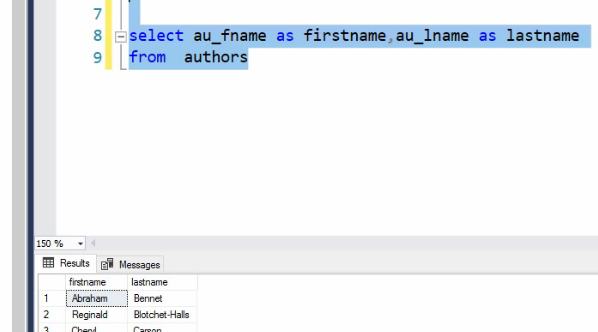 7
8 select au_fname as firstname,au_lname as lastname
9 from authors
150 %
Results Messages
firstname lastname
1 Abraham Bennet
2 Reginald Blotchet-Halls
3 Cheryl Carson